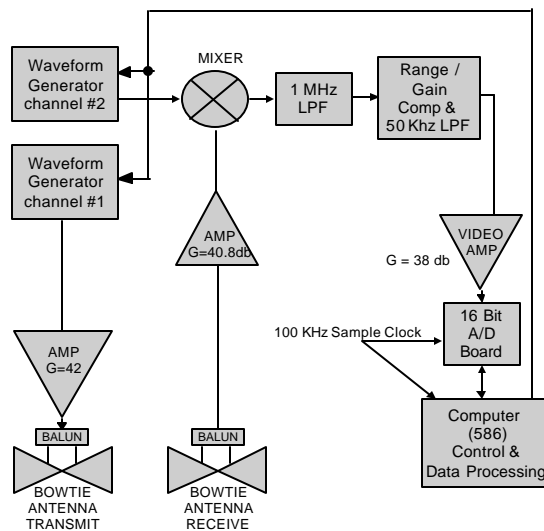 Waveform
Generator
channel #2
MIXER
1 MHz
LPF
Range /
Gain
Comp &
50 Khz LPF
Waveform
Generator
channel #1
AMP
G=40.8db
VIDEO
AMP
G = 38 db
100 KHz Sample Clock
16 Bit
A/D
Board
AMP
G=42
Computer
(586)
Control &
Data Processing
BALUN
BALUN
BOWTIE
ANTENNA
TRANSMIT
BOWTIE
ANTENNA
RECEIVE